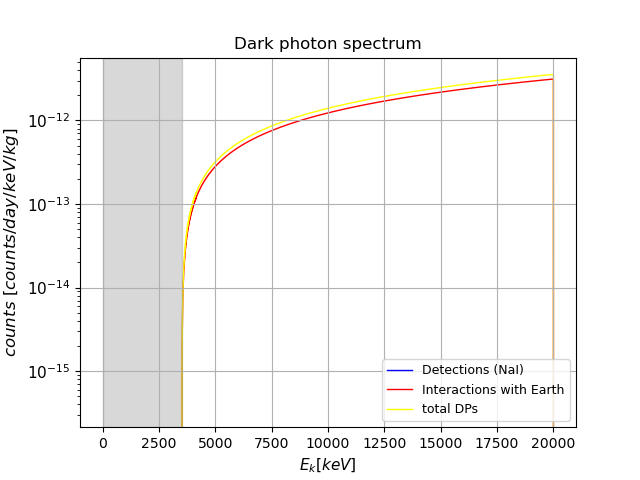 Dark photon spectrum
counts [counts/day/keV/kg]
10⁻¹²
10⁻¹³
10⁻¹⁴
10⁻¹⁵
Detections (NaI)
Interactions with Earth
total DPs
0 2500 5000 7500 10000 12500 15000 17500 20000
Eₖ[keV]